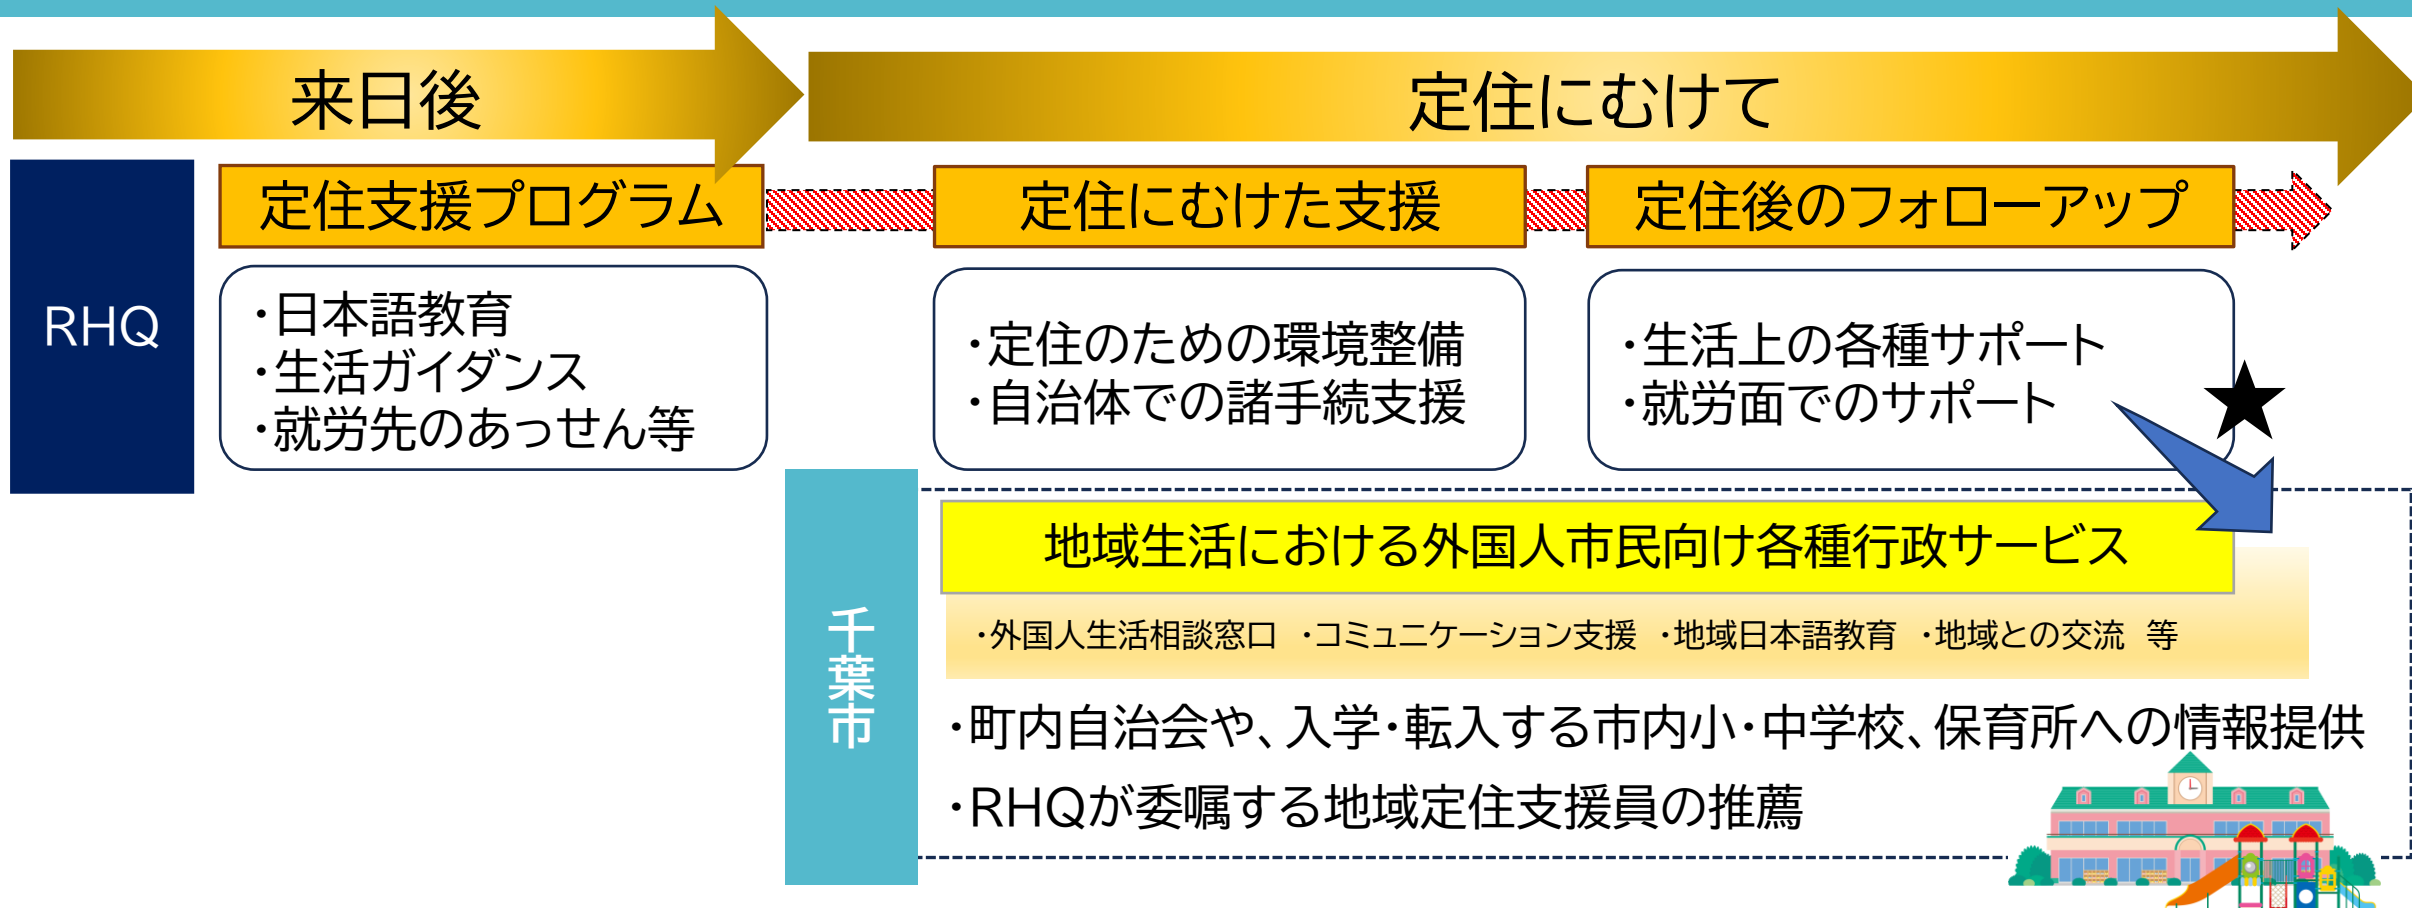 来日後
定住にむけて
RHQ
定住支援プログラム
定住にむけた支援
定住後のフォローアップ
・日本語教育
・生活ガイダンス
・就労先のあっせん等
・定住のための環境整備
・自治体での諸手続支援
・生活上の各種サポート
・就労面でのサポート
千葉市
地域生活における外国人市民向け各種行政サービス
・外国人生活相談窓口 ・コミュニケーション支援 ・地域日本語教育 ・地域との交流 等
・町内自治会や、入学・転入する市内小・中学校、保育所への情報提供
・RHQが委嘱する地域定住支援員の推薦